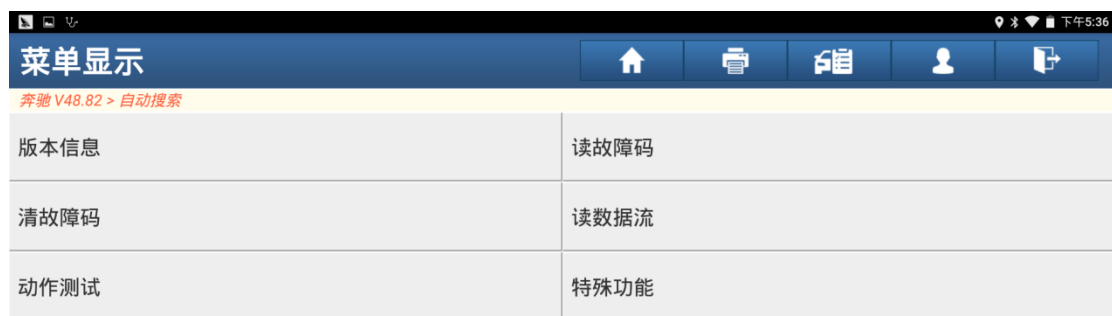 下午5:36
菜单显示
奔驰 V48.82 > 自动搜索
版本信息
读故障码
清故障码
读数据流
动作测试
特殊功能